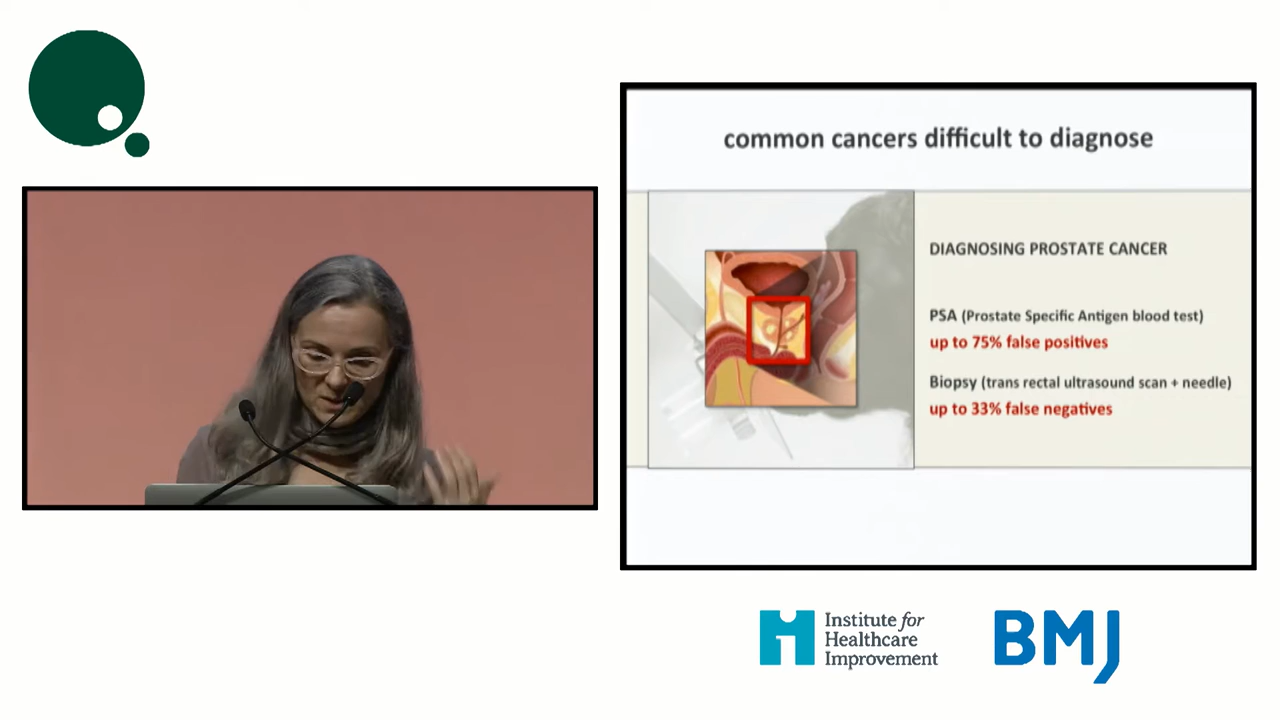 common cancers difficult to diagnose
DIAGNOSING PROSTATE CANCER
PSA (Prostate Specific Antigen blood test)
up to 75% false positives
Biopsy (trans rectal ultrasound scan + needle)
up to 33% false negatives
Institute for
Healthcare
Improvement
BMJ